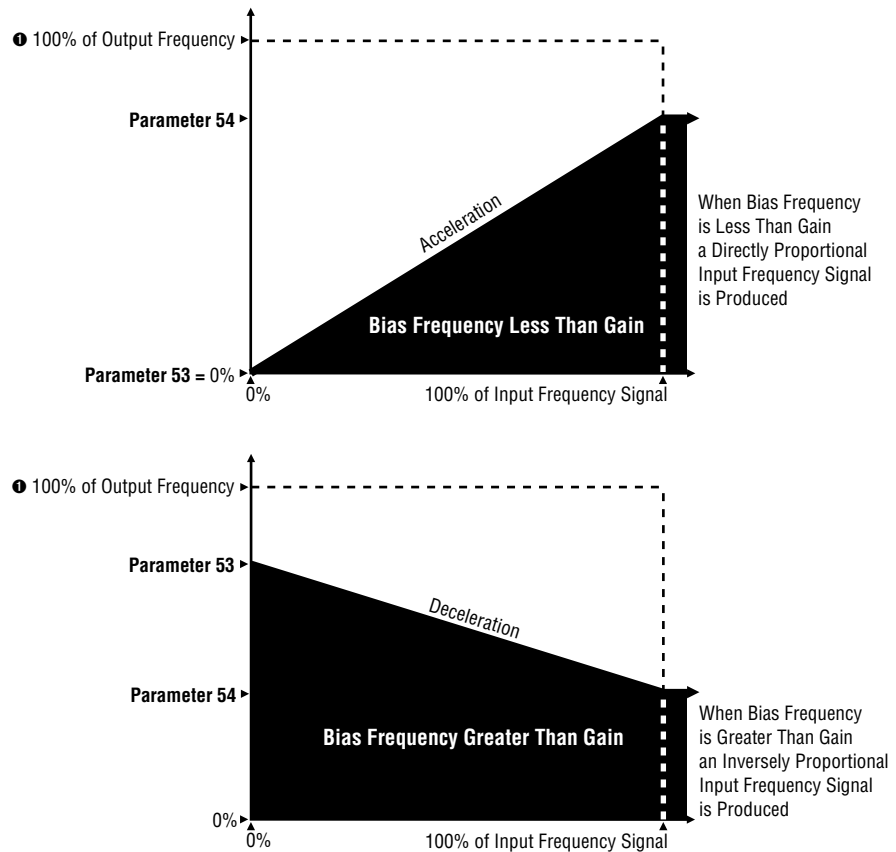 ❶ 100% of Output Frequency
Parameter 54
Acceleration
When Bias Frequency
is Less Than Gain
a Directly Proportional
Input Frequency Signal
is Produced
Bias Frequency Less Than Gain
Parameter 53 = 0%
0%
100% of Input Frequency Signal
❶ 100% of Output Frequency
Parameter 53
Deceleration
Parameter 54
When Bias Frequency
is Greater Than Gain
an Inversely Proportional
Input Frequency Signal
is Produced
Bias Frequency Greater Than Gain
0%
0%
100% of Input Frequency Signal